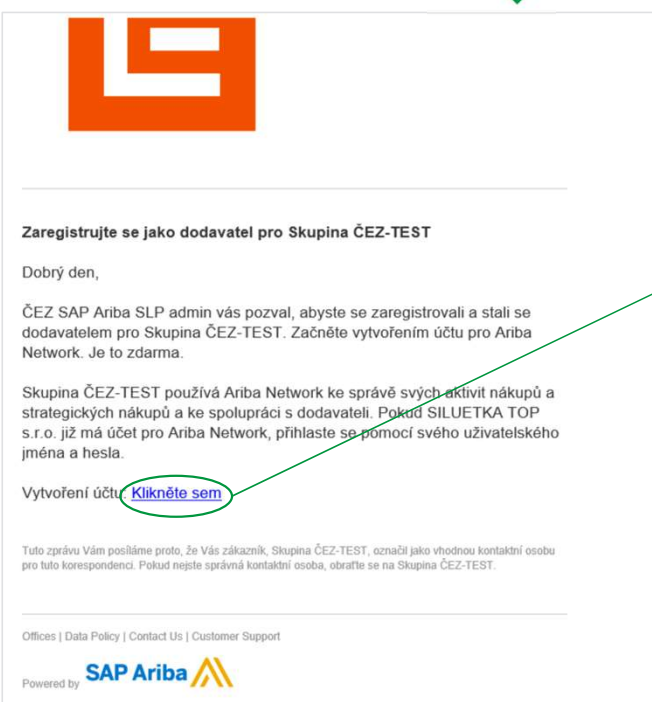 Zaregistrujte se jako dodavatel pro Skupina ČEZ-TEST
Dobrý den,
ČEZ SAP Ariba SLP admin vás pozval, abyste se zaregistrovali a stali se
dodavatelem pro Skupina ČEZ-TEST. Začněte vytvořením účtu pro Ariba
Network. Je to zdarma.
Skupina ČEZ-TEST používá Ariba Network ke správě svých aktivit nákupů a
strategických nákupů a ke spolupráci s dodavateli. Pokud SILUETKA TOP
s.r.o. již má účet pro Ariba Network, přihlaste se pomocí svého uživatelského
jména a hesla.
Vytvoření účtu: Klikněte sem
Tuto zprávu Vám posíláme proto, že Vás zákazník, Skupina ČEZ-TEST, označil jako vhodnou kontaktní osobu
pro tuto korespondenci. Pokud nejste správná kontaktní osoba, obraťte se na Skupina ČEZ-TEST.
Offices | Data Policy | Contact Us | Customer Support
Powered by SAP Ariba